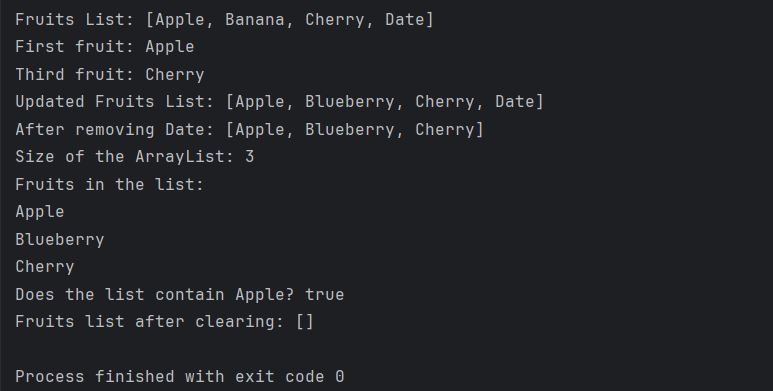 Fruits List: [Apple, Banana, Cherry, Date]
First fruit: Apple
Third fruit: Cherry
Updated Fruits List: [Apple, Blueberry, Cherry, Date]
After removing Date: [Apple, Blueberry, Cherry]
Size of the ArrayList: 3
Fruits in the list:
Apple
Blueberry
Cherry
Does the list contain Apple? true
Fruits list after clearing: []
Process finished with exit code 0